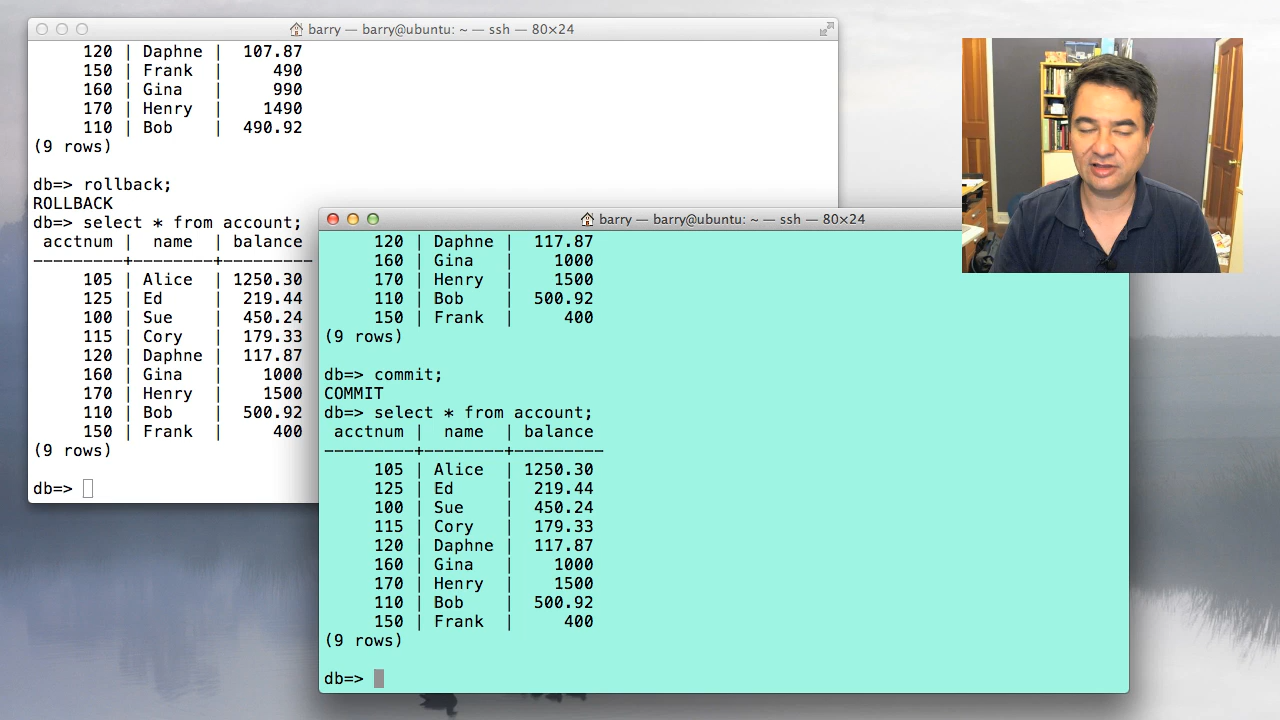 barry — barry@ubuntu: ~ — ssh — 80×24
120 | Daphne | 107.87
150 | Frank | 490
160 | Gina | 990
170 | Henry | 1490
110 | Bob | 490.92
(9 rows)
db=> rollback;
ROLLBACK
db=> select * from account;
acctnum | name | balance
---------+--------+---------
105 | Alice | 1250.30
125 | Ed | 219.44
100 | Sue | 450.24
115 | Cory | 179.33
120 | Daphne | 117.87
160 | Gina | 1000
170 | Henry | 1500
110 | Bob | 500.92
150 | Frank | 400
(9 rows)
db=>
barry — barry@ubuntu: ~ — ssh — 80×24
120 | Daphne | 117.87
160 | Gina | 1000
170 | Henry | 1500
110 | Bob | 500.92
150 | Frank | 400
(9 rows)
db=> commit;
COMMIT
db=> select * from account;
acctnum | name | balance
---------+--------+---------
105 | Alice | 1250.30
125 | Ed | 219.44
100 | Sue | 450.24
115 | Cory | 179.33
120 | Daphne | 117.87
160 | Gina | 1000
170 | Henry | 1500
110 | Bob | 500.92
150 | Frank | 400
(9 rows)
db=>